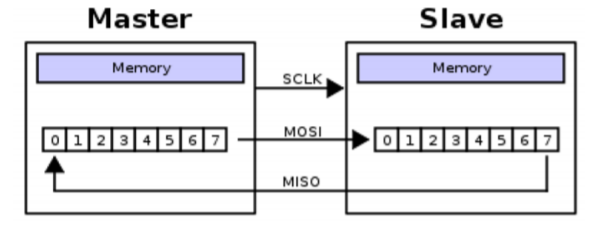 Master Slave
Memory SCLK Memory
0 1 2 3 4 5 6 7 MOSI 0 1 2 3 4 5 6 7
MISO